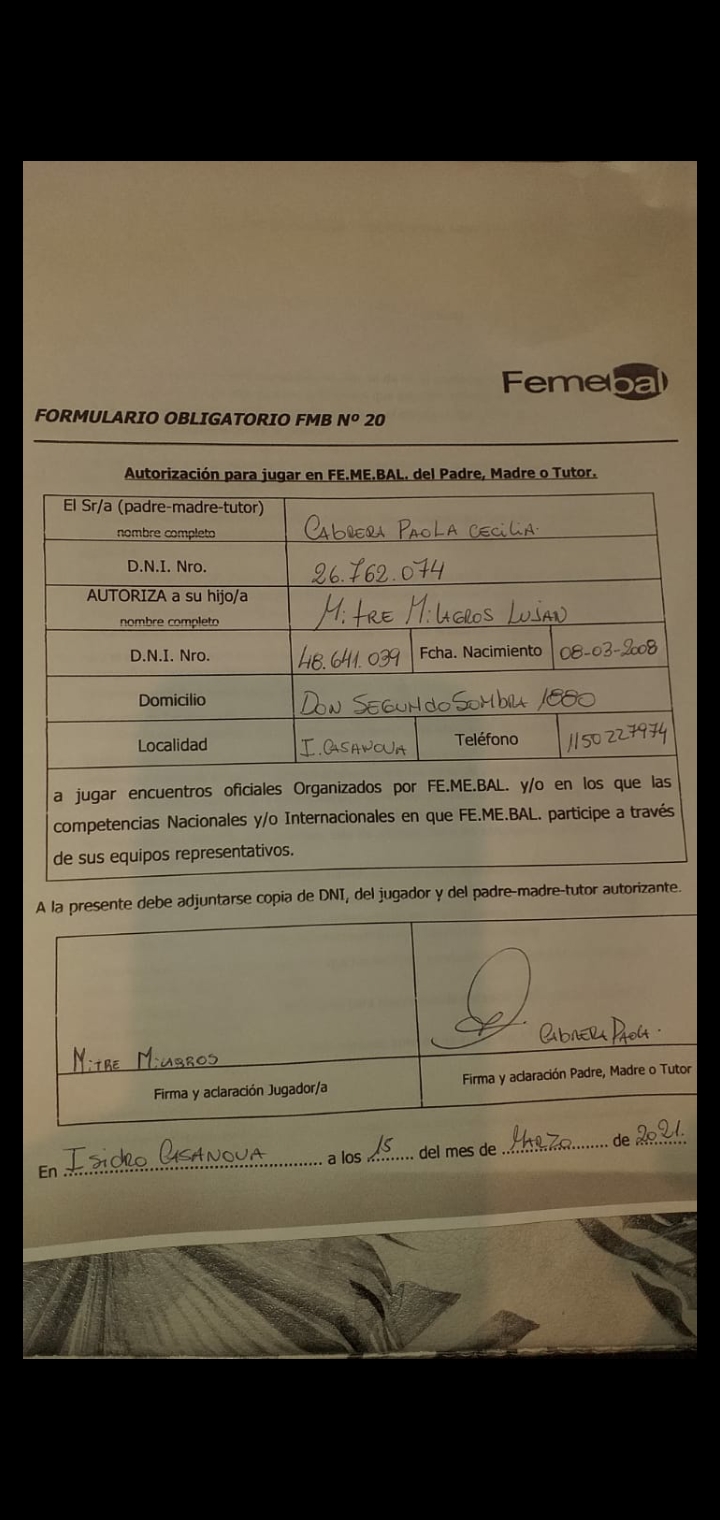 Femebal
FORMULARIO OBLIGATORIO FMB Nº 20
Autorización para jugar en FE.ME.BAL. del Padre, Madre o Tutor.
El Sr/a (padre-madre-tutor)
nombre completo
CABRERA PAOLA CECILIA.
D.N.I. Nro.
26.762.074
AUTORIZA a su hijo/a
nombre completo
MiTRE MiLAGROS LUJAN
D.N.I. Nro.
48.641.039
Fcha. Nacimiento
08-03-2008
Domicilio
DON SEGUNDO SOMBRA 1880
Localidad
I. CASANOVA
Teléfono
1150227974
a jugar encuentros oficiales Organizados por FE.ME.BAL. y/o en los que las
competencias Nacionales y/o Internacionales en que FE.ME.BAL. participe a través
de sus equipos representativos.
A la presente debe adjuntarse copia de DNI, del jugador y del padre-madre-tutor autorizante.
MiTRE MiLAGROS
CABRERA PAOLA.
Firma y aclaración Jugador/a
Firma y aclaración Padre, Madre o Tutor
En Isidro CASANOVA a los 15 del mes de MARZO de 2021.